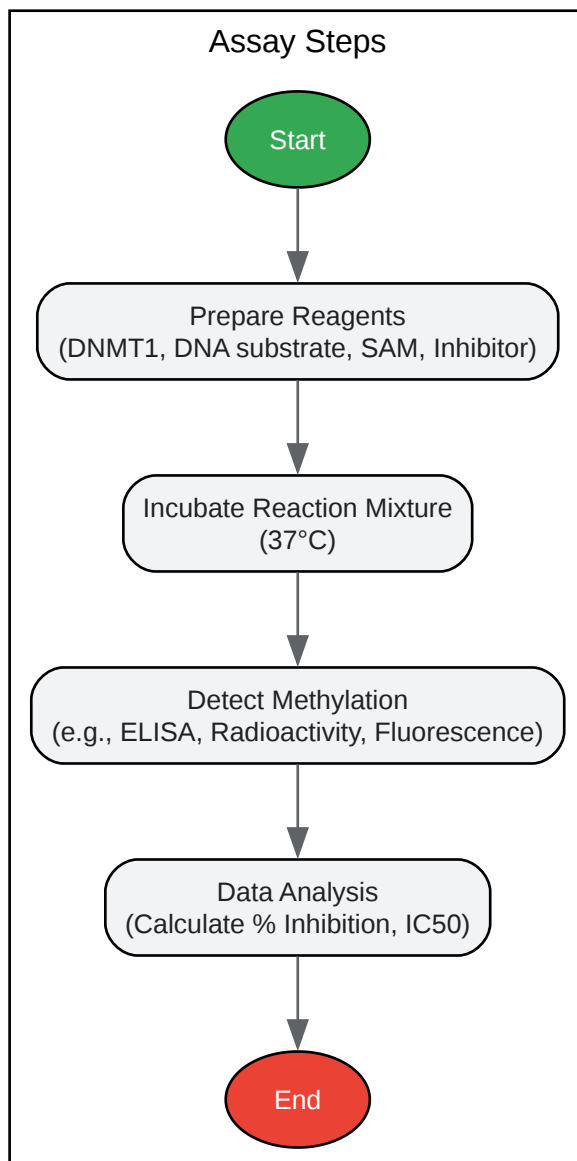 Assay Steps
Start
Prepare Reagents
(DNMT1, DNA substrate, SAM, Inhibitor)
Incubate Reaction Mixture
(37°C)
Detect Methylation
(e.g., ELISA, Radioactivity, Fluorescence)
Data Analysis
(Calculate % Inhibition, IC50)
End